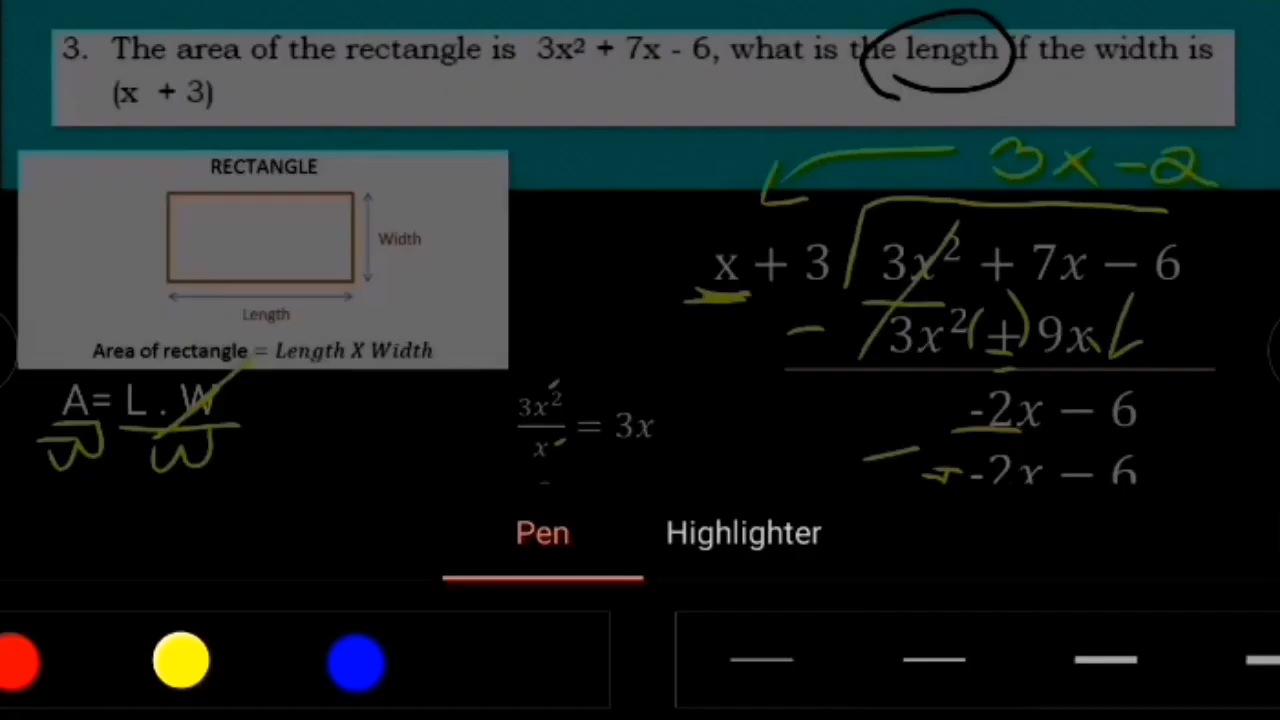 3. The area of the rectangle is 3x² + 7x - 6, what is the length if the width is
(x + 3)
RECTANGLE
Width
Length
Area of rectangle = Length X Width
A= L . W
W W
3x²
x
= 3x
3x - 2
x + 3 3x² + 7x − 6
− 3x² (+) 9x
-2x − 6
− -2x − 6
Pen Highlighter